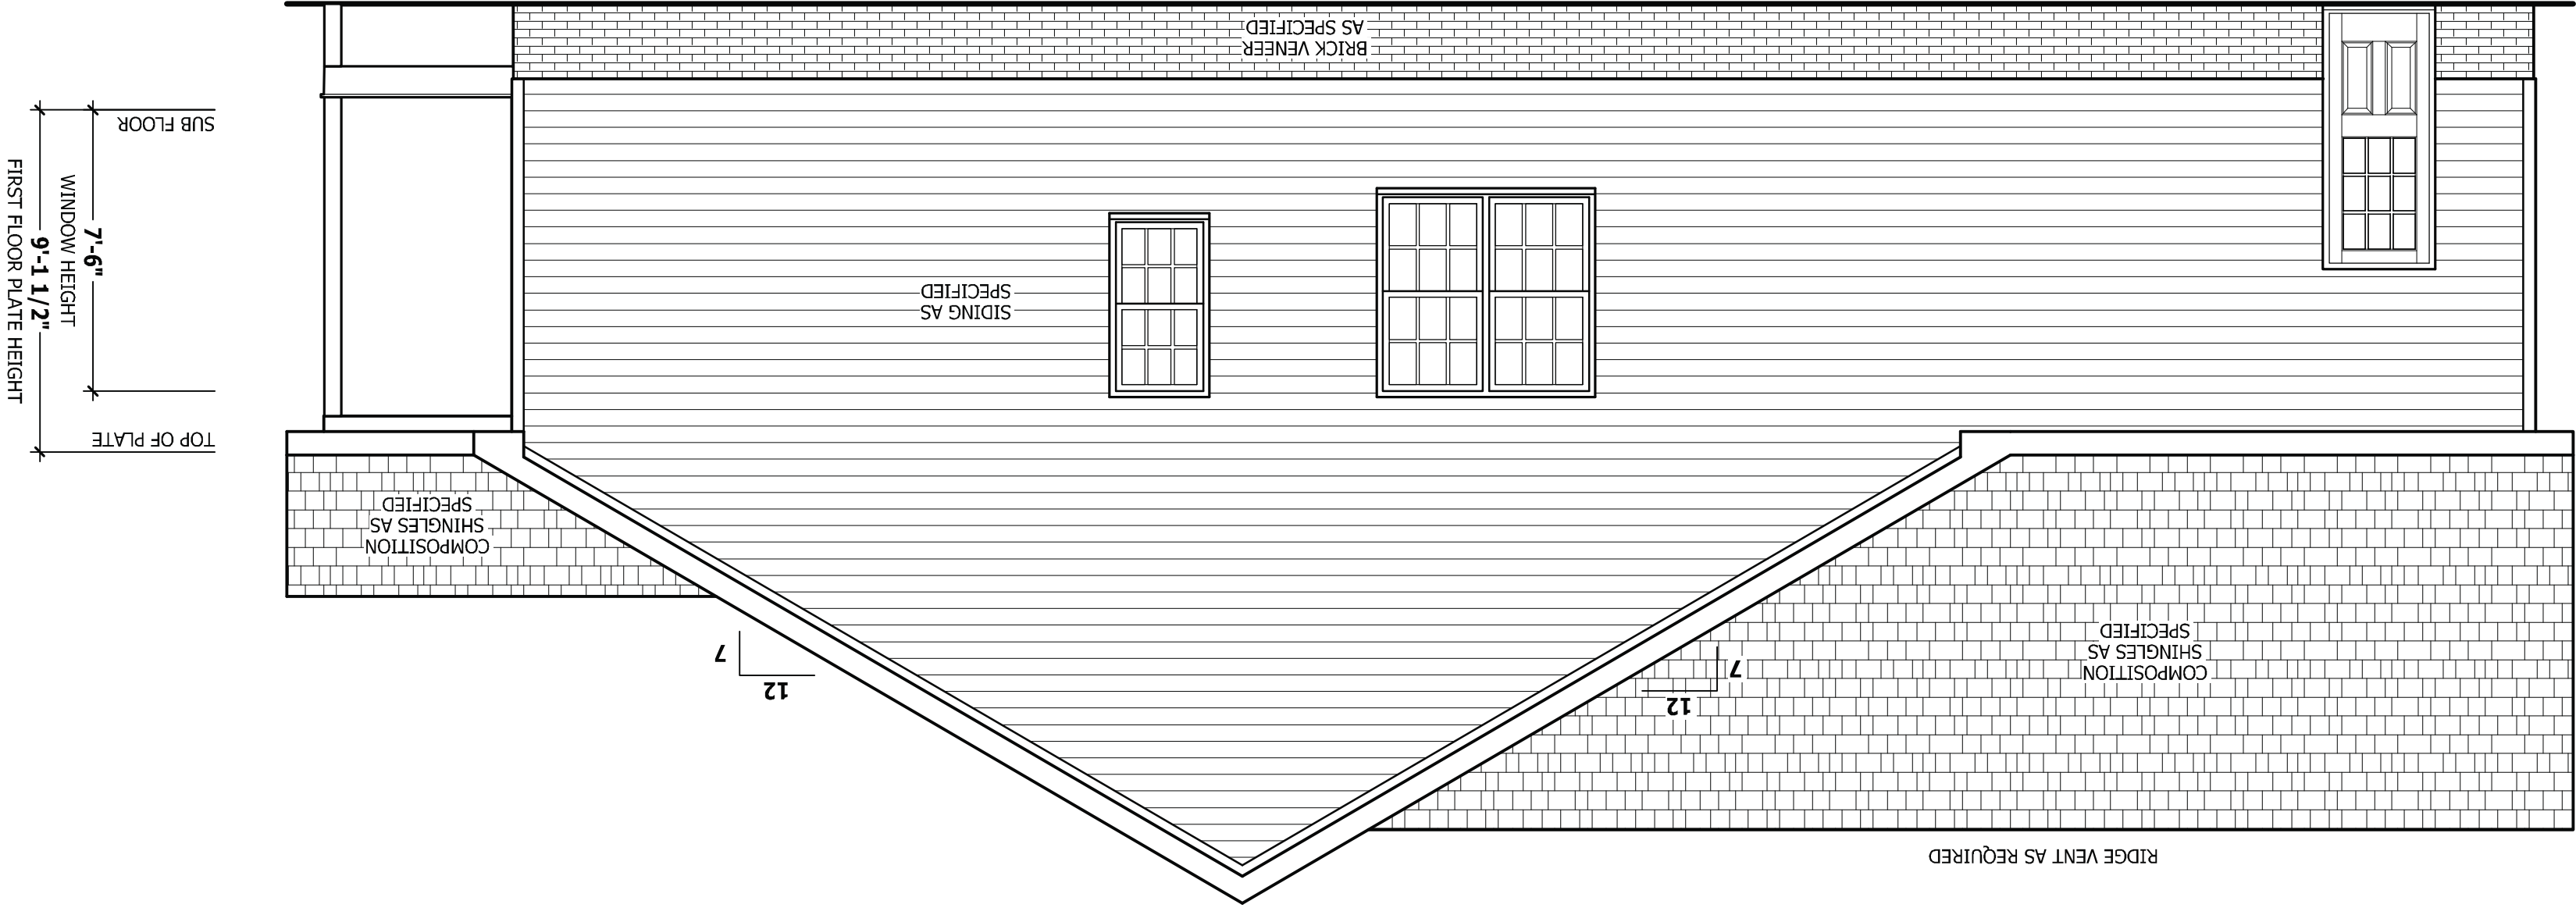 RIDGE VENT AS REQUIRED
COMPOSITION
SHINGLES AS
SPECIFIED
12
7
12
7
COMPOSITION
SHINGLES AS
SPECIFIED
TOP OF PLATE
SIDING AS
SPECIFIED
7'-6"
WINDOW HEIGHT
9'-1 1/2"
FIRST FLOOR PLATE HEIGHT
SUB FLOOR
BRICK VENEER
AS SPECIFIED